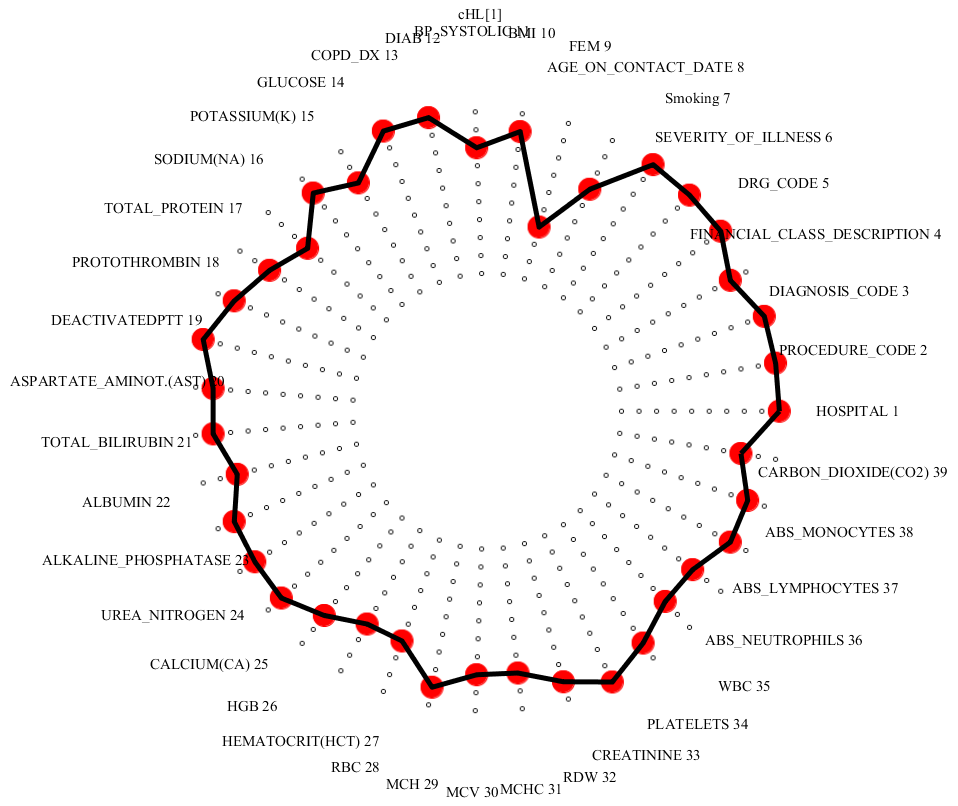 cHL[1]
BP_SYSTOLIC 11
BMI 10
FEM 9
AGE_ON_CONTACT_DATE 8
Smoking 7
SEVERITY_OF_ILLNESS 6
DRG_CODE 5
FINANCIAL_CLASS_DESCRIPTION 4
DIAGNOSIS_CODE 3
PROCEDURE_CODE 2
HOSPITAL 1
CARBON_DIOXIDE(CO2) 39
ABS_MONOCYTES 38
ABS_LYMPHOCYTES 37
ABS_NEUTROPHILS 36
WBC 35
PLATELETS 34
CREATININE 33
RDW 32
MCHC 31
MCV 30
MCH 29
RBC 28
HEMATOCRIT(HCT) 27
HGB 26
CALCIUM(CA) 25
UREA_NITROGEN 24
ALKALINE_PHOSPHATASE 23
ALBUMIN 22
TOTAL_BILIRUBIN 21
ASPARTATE_AMINOT.(AST) 20
DEACTIVATEDPTT 19
PROTOTHROMBIN 18
TOTAL_PROTEIN 17
SODIUM(NA) 16
POTASSIUM(K) 15
GLUCOSE 14
COPD_DX 13
DIAB 12